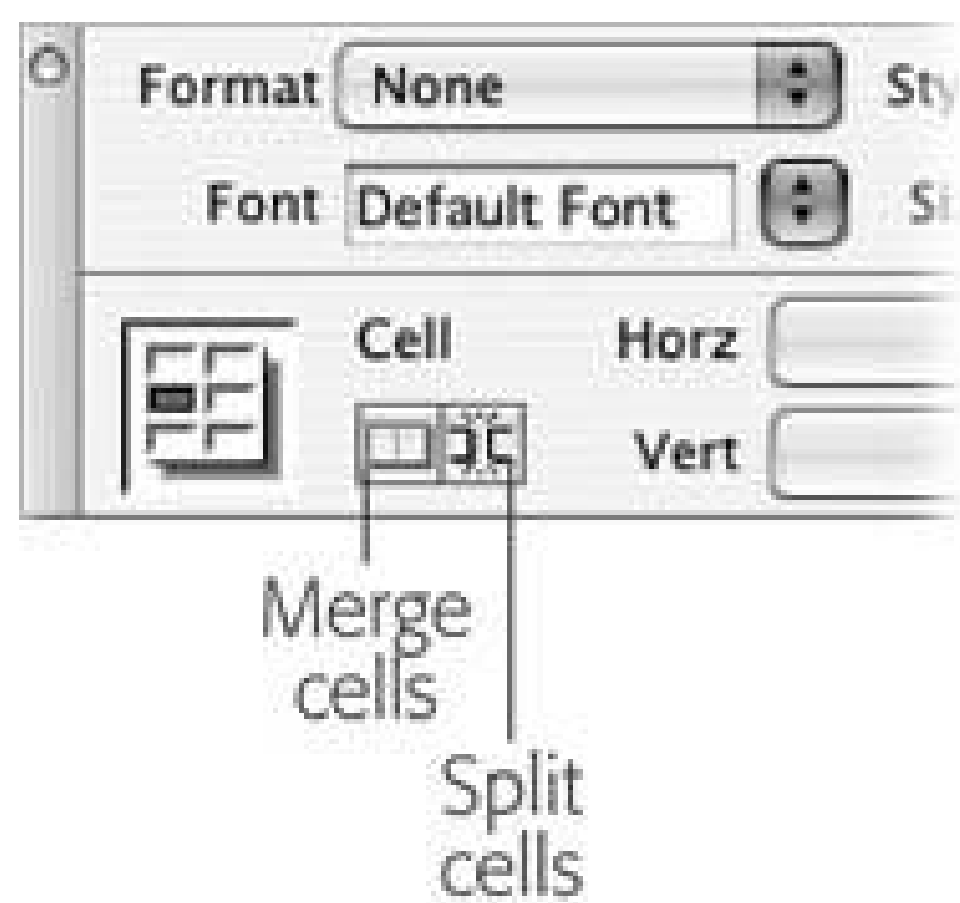 Format None
Font Default Font
Cell Horz
Vert
Merge
cells
Split
cells